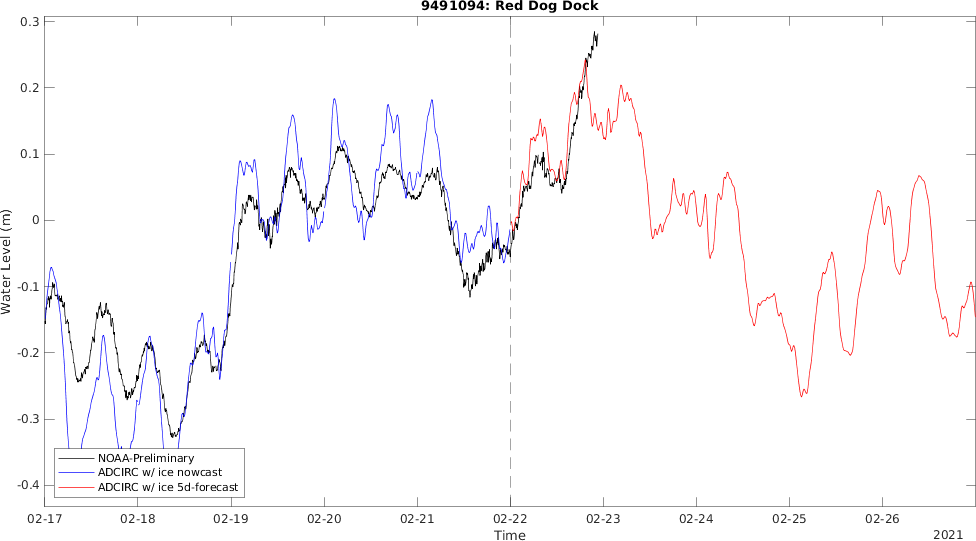 9491094: Red Dog Dock
0.3
0.2
0.1
0
-0.1
-0.2
-0.3
-0.4
Water Level (m)
NOAA-Preliminary
ADCIRC w/ ice nowcast
ADCIRC w/ ice 5d-forecast
02-17 02-18 02-19 02-20 02-21 02-22 02-23 02-24 02-25 02-26
Time
2021